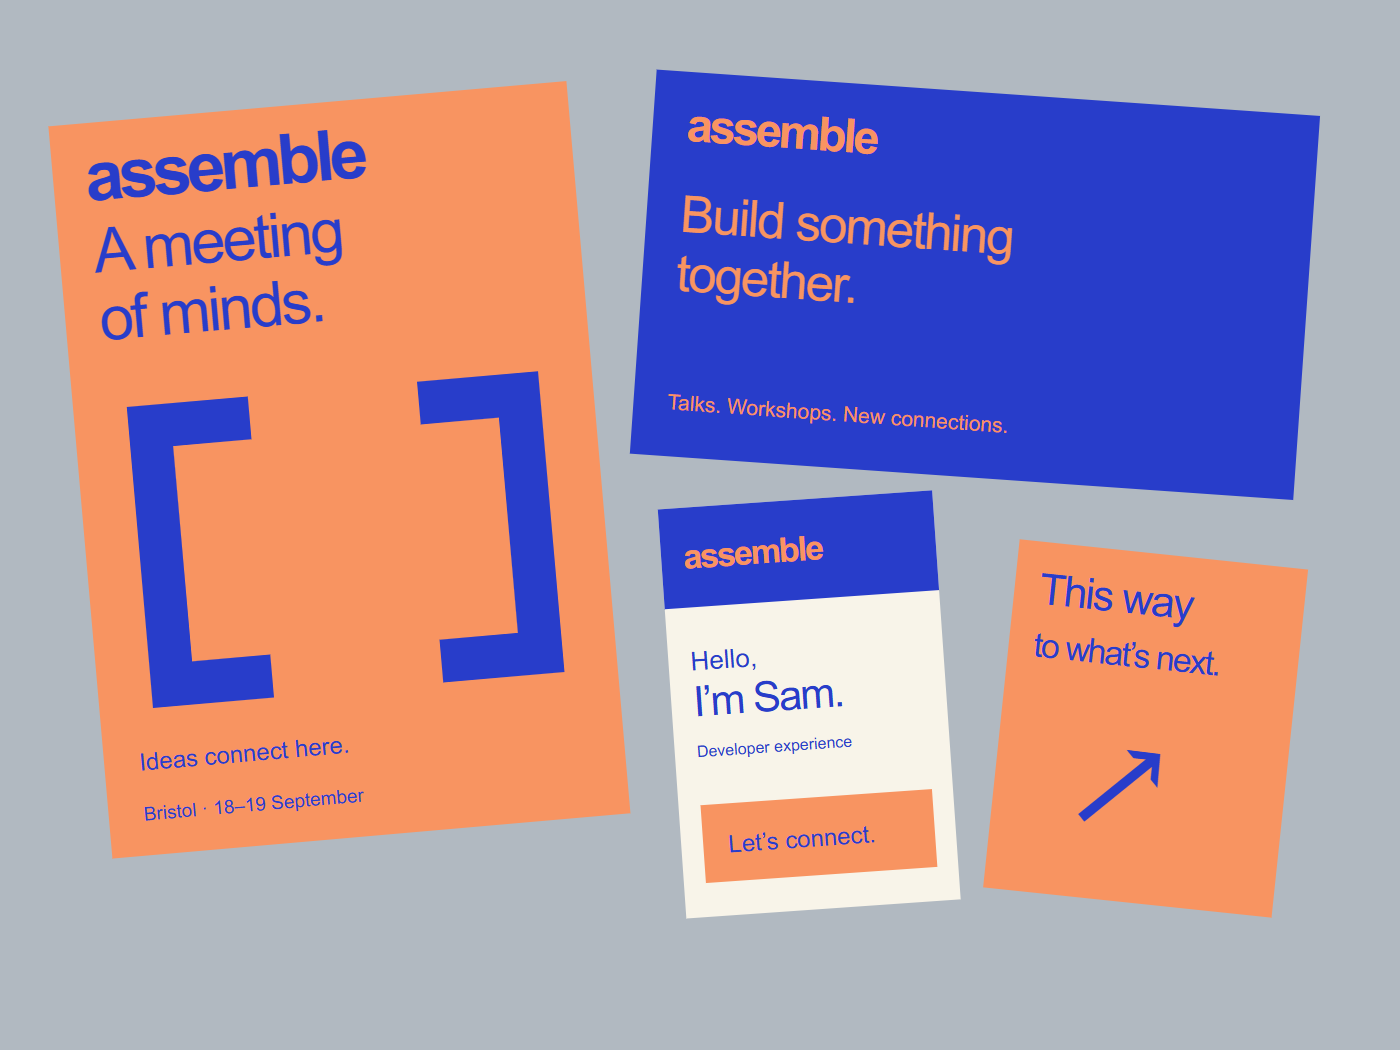 assemble
A meeting
of minds.
Ideas connect here.
Bristol · 18–19 September
assemble
Build something
together.
Talks. Workshops. New connections.
assemble
Hello,
I’m Sam.
Developer experience
Let’s connect.
This way
to what’s next.